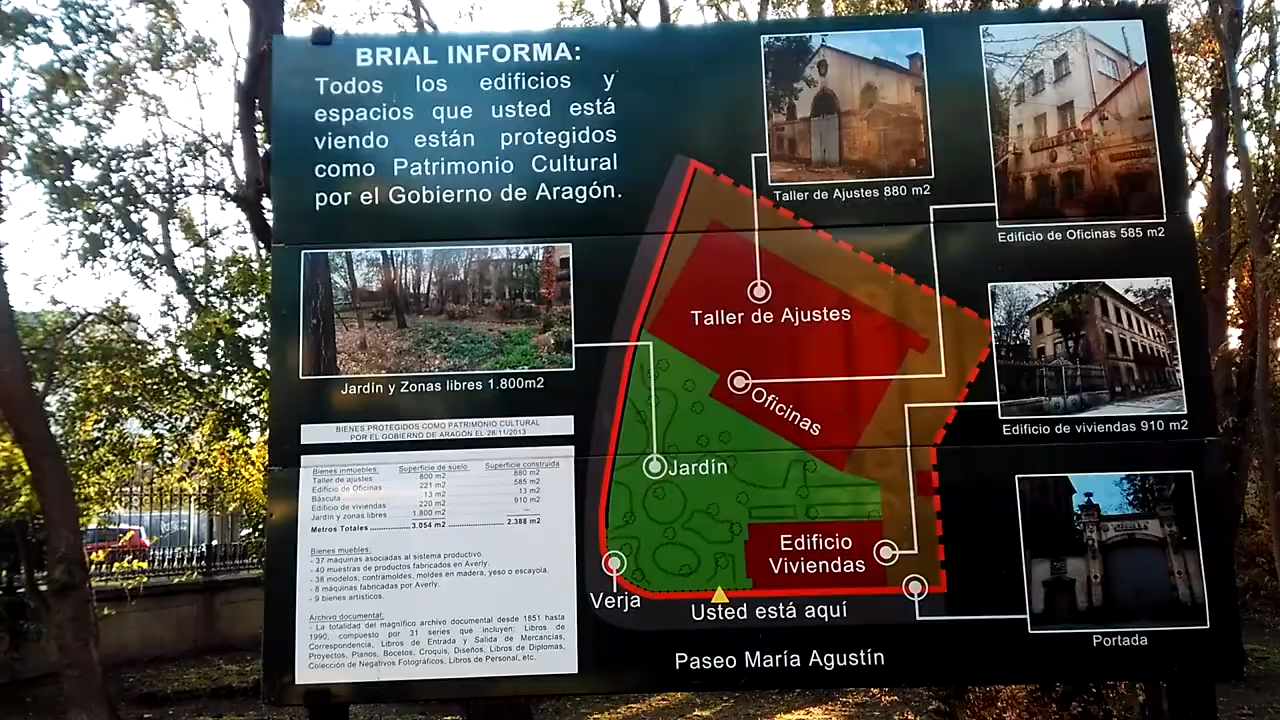 BRIAL INFORMA:
Todos los edificios y
espacios que usted está
viendo están protegidos
como Patrimonio Cultural
por el Gobierno de Aragón.
Taller de Ajustes 880 m2
Edificio de Oficinas 585 m2
Jardín y Zonas libres 1.800m2
Edificio de viviendas 910 m2
Portada
Taller de Ajustes
Oficinas
Jardín
Edificio
Viviendas
Verja
Usted está aquí
Paseo María Agustín
BIENES PROTEGIDOS COMO PATRIMONIO CULTURAL
POR EL GOBIERNO DE ARAGÓN EL 28/11/2013
Bienes inmuebles: Superficie de suelo Superficie construida
Taller de ajustes 800 m2 880 m2
Edificio de Oficinas 221 m2 585 m2
Báscula 13 m2 13 m2
Edificio de viviendas 220 m2 910 m2
Jardín y zonas libres 1.800 m2 ---
Metros Totales 3.054 m2 2.388 m2
Bienes muebles:
- 37 máquinas asociadas al sistema productivo.
- 40 muestras de productos fabricados en Averly.
- 38 modelos, contramoldes, moldes en madera, yeso o escayola.
- 8 máquinas fabricadas por Averly.
- 9 bienes artísticos.
Archivo documental:
- La totalidad del magnífico archivo documental desde 1851 hasta
1990, compuesto por 31 series que incluyen: Libros de
Correspondencia, Libros de Entrada y Salida de Mercancías,
Proyectos, Planos, Bocetos, Croquis, Diseños, Libros de Diplomas,
Colección de Negativos Fotográficos, Libros de Personal, etc.